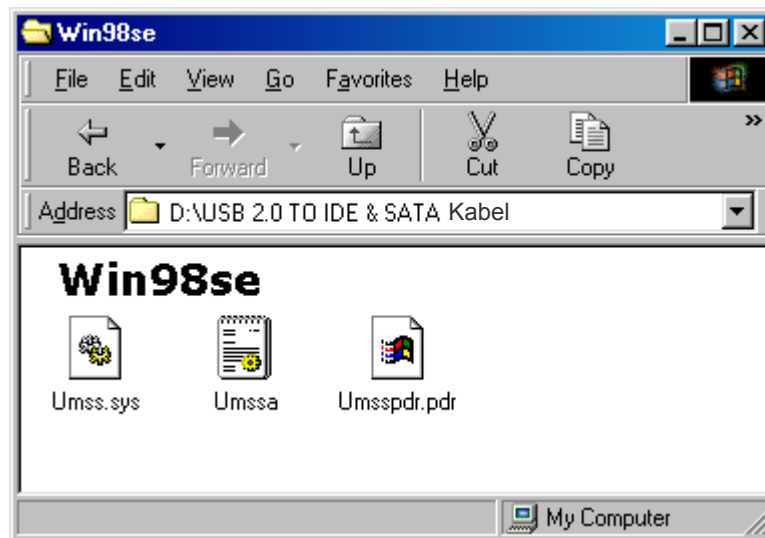 Win98se
File Edit View Go Favorites Help
Back Forward Up Cut Copy »
Address D:\USB 2.0 TO IDE & SATA Kabel
Win98se
Umss.sys Umssa Umsspdr.pdr
My Computer